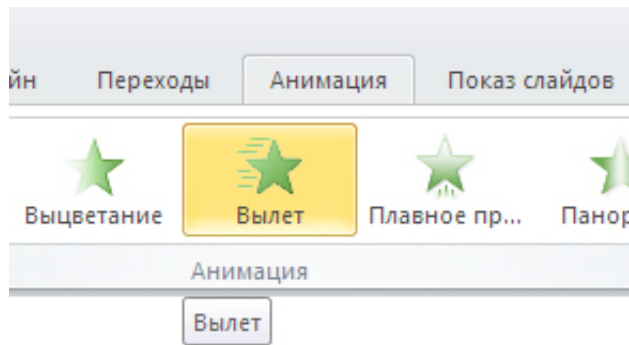 йн Переходы Анимация Показ слайдов
Выцветание Вылет Плавное пр... Панор
Анимация
Вылет